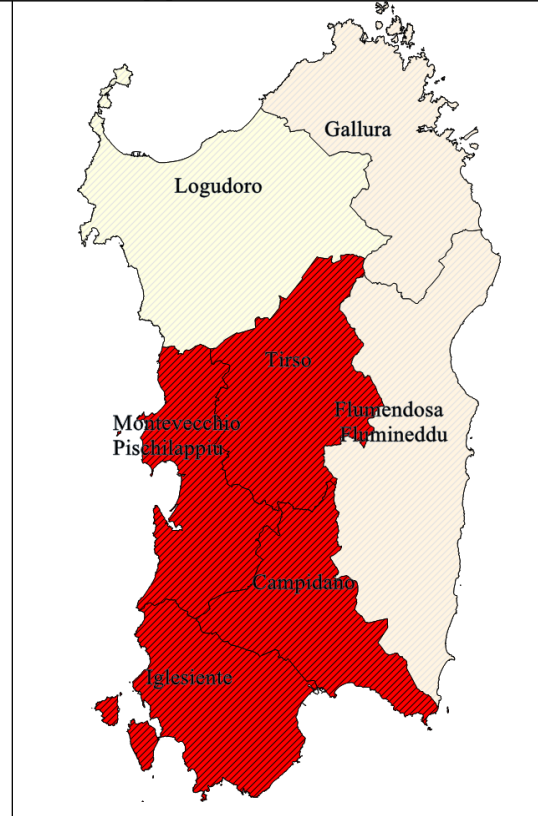 Gallura
Logudoro
Tirso
Flumendosa
Flumineddu
Montevecchio
Pischilappiu
Campidano
Iglesiente